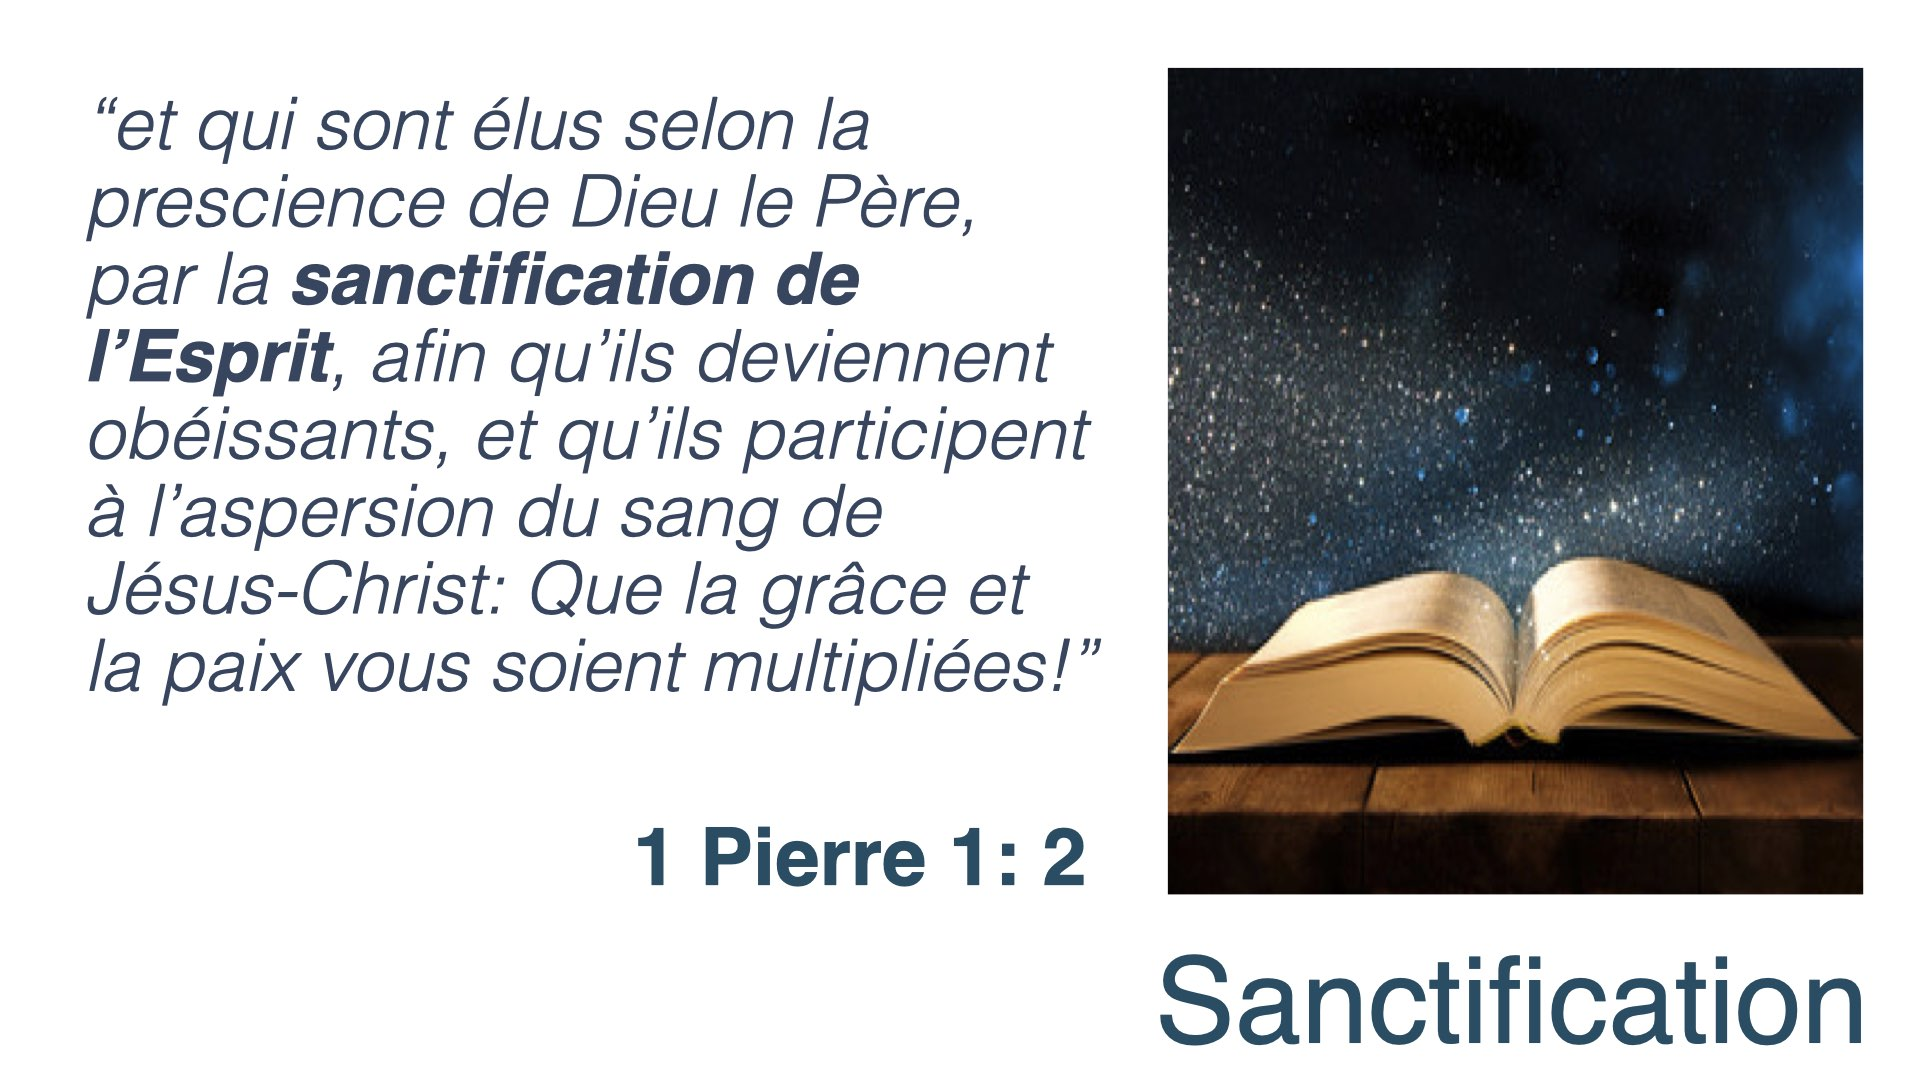 “et qui sont élus selon la
prescience de Dieu le Père,
par la sanctification de
l’Esprit, afin qu’ils deviennent
obéissants, et qu’ils participent
à l’aspersion du sang de
Jésus-Christ: Que la grâce et
la paix vous soient multipliées!”
1 Pierre 1: 2
Sanctification